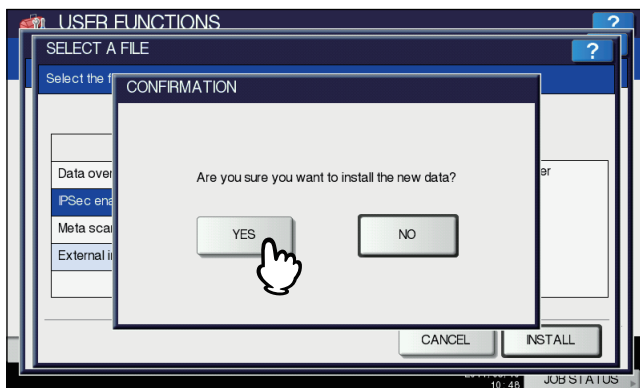 USER FUNCTIONS
?
SELECT A FILE
?
Select the
CONFIRMATION
Data over
er
Are you sure you want to install the new data?
IPSec ena
Meta scan
YES
NO
External
CANCEL
INSTALL
10:48
JOB STATUS